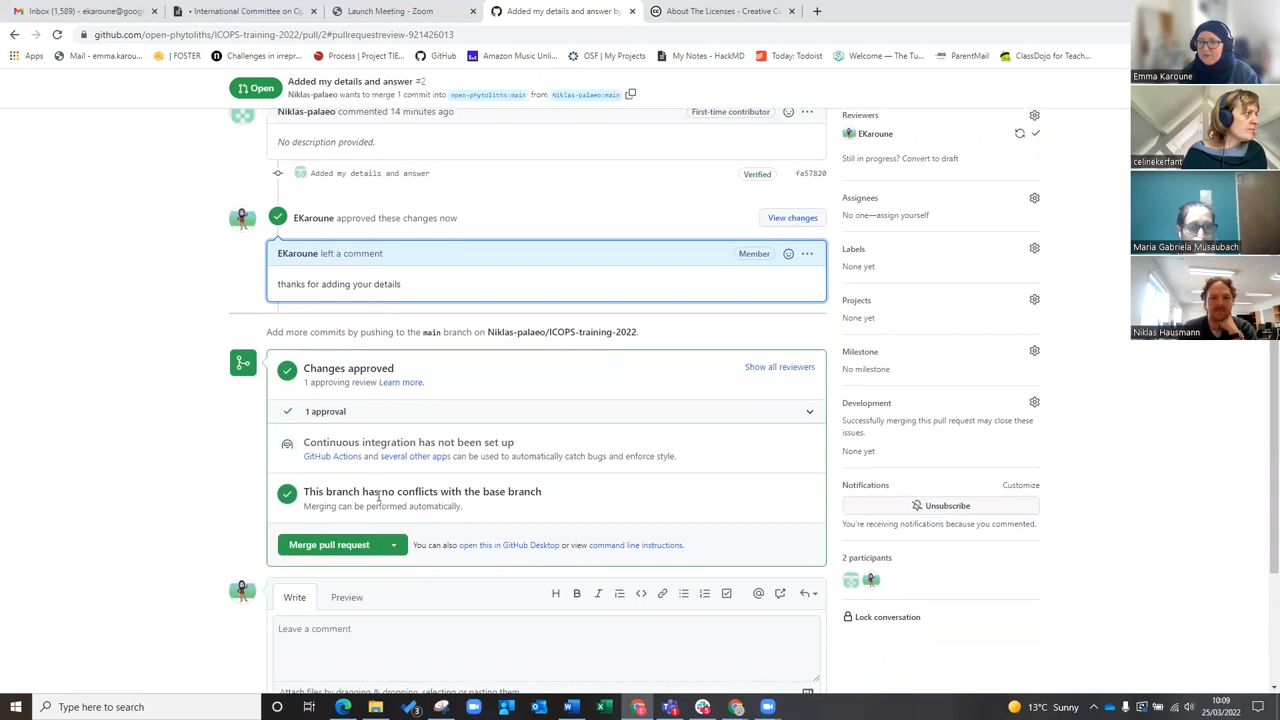 Inbox (1,589) - ekaroune@googl
• International Committee on Op
Launch Meeting - Zoom
Added my details and answer by
About The Licenses - Creative Co
github.com/open-phytoliths/ICOPS-training-2022/pull/2#pullrequestreview-921426013
Apps
Mail - emma.karou...
| FOSTER
Challenges in irrepr...
Process | Project TIE...
GitHub
Amazon Music Unli...
OSF | My Projects
My Notes - HackMD
Today: Todoist
Welcome — The Tu...
ParentMail
ClassDojo for Teach...
Open
Added my details and answer #2
Niklas-palaeo wants to merge 1 commit into open-phytoliths:main from Niklas-palaeo:main
Niklas-palaeo commented 14 minutes ago
First-time contributor
No description provided.
Added my details and answer
Verified
fa57820
EKaroune approved these changes now
View changes
EKaroune left a comment
Member
thanks for adding your details
Add more commits by pushing to the main branch on Niklas-palaeo/ICOPS-training-2022.
Changes approved
1 approving review Learn more.
Show all reviewers
1 approval
Continuous integration has not been set up
GitHub Actions and several other apps can be used to automatically catch bugs and enforce style.
This branch has no conflicts with the base branch
Merging can be performed automatically.
Merge pull request
You can also open this in GitHub Desktop or view command line instructions.
Write
Preview
Leave a comment
Attach files by dragging & dropping, selecting or pasting them.
Reviewers
EKaroune
Still in progress? Convert to draft
Assignees
No one—assign yourself
Labels
None yet
Projects
None yet
Milestone
No milestone
Development
Successfully merging this pull request may close these
issues.
None yet
Notifications
Customize
Unsubscribe
You're receiving notifications because you commented.
2 participants
Lock conversation
Emma Karoune
celinekerfant
Maria Gabriela Musaubach
Niklas Hausmann
Type here to search
13°C Sunny
10:09
25/03/2022